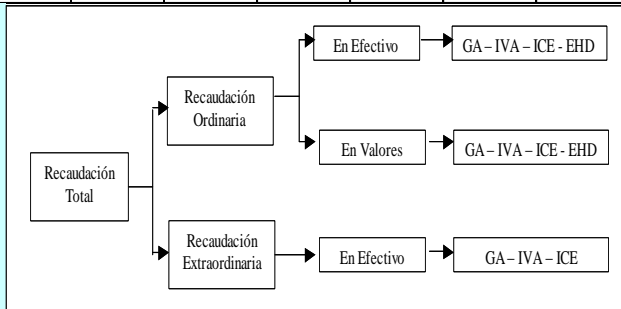 En Efectivo
GA – IVA – ICE - EHD
Recaudación
Ordinaria
En Valores
GA – IVA – ICE - EHD
Recaudación
Total
Recaudación
Extraordinaria
En Efectivo
GA – IVA – ICE